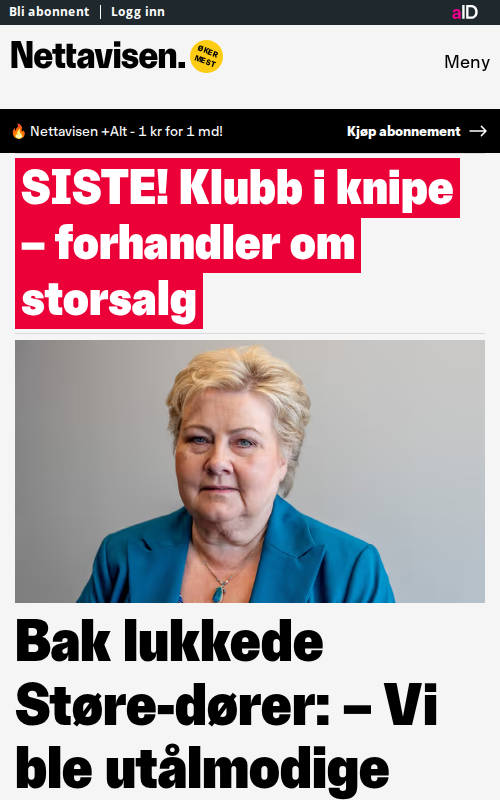 Bli abonnent
Logg inn
aID
Nettavisen.
ØKER
MEST
Meny
🔥 Nettavisen +Alt - 1 kr for 1 md!
Kjøp abonnement
SISTE! Klubb i knipe
– forhandler om
storsalg
Bak lukkede
Støre-dører: – Vi
ble utålmodige